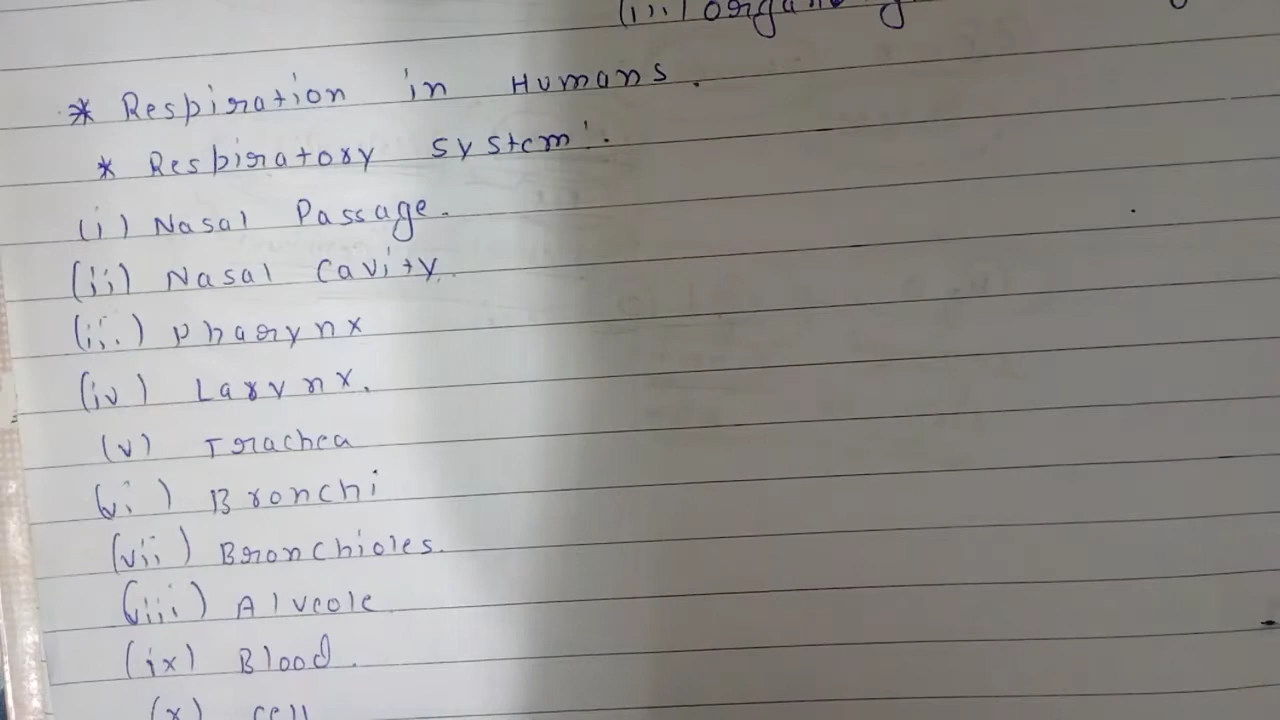 * Respiration in Humans.
* Respiratory system'.
(i) Nasal Passage.
(ii) Nasal Cavity.
(iii) Pharynx
(iv) Larynx.
(v) Trachea
(vi) Bronchi
(vii) Bronchioles.
(viii) Alveole
(ix) Blood.
(x) Cell